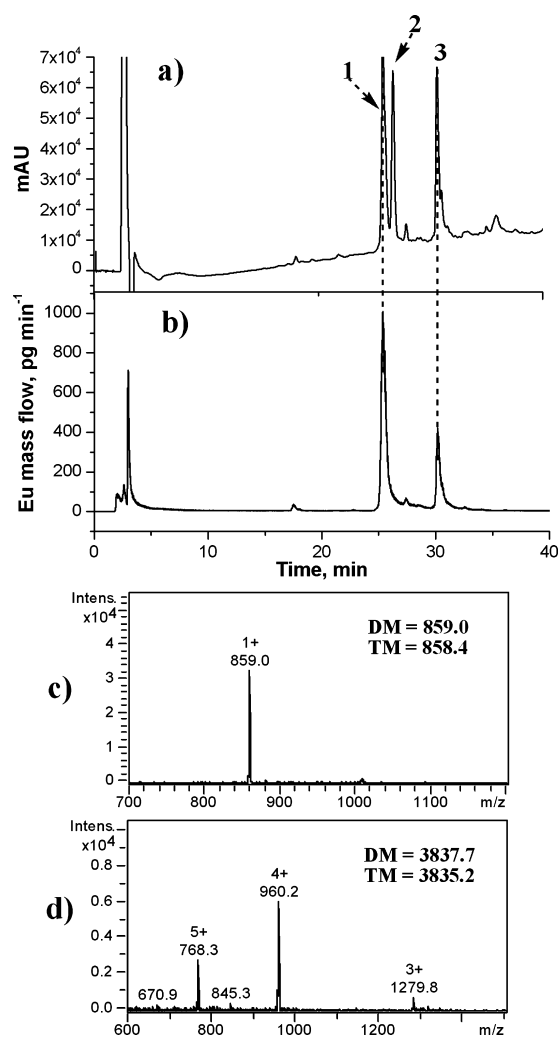 a)
1 2 3
7x10⁴
6x10⁴
5x10⁴
4x10⁴
3x10⁴
2x10⁴
1x10⁴
0
mAU
b)
1000
800
600
400
200
0
Eu mass flow, pg min⁻¹
0 10 20 30 40
Time, min
c)
Intens.
x10⁴
4
3
2
1
0
1+
859.0
DM = 859.0
TM = 858.4
700 800 900 1000 1100 m/z
d)
Intens.
x10⁴
0.8
0.6
0.4
0.2
0.0
4+
960.2
5+
768.3
670.9
845.3
3+
1279.8
DM = 3837.7
TM = 3835.2
600 800 1000 1200 m/z